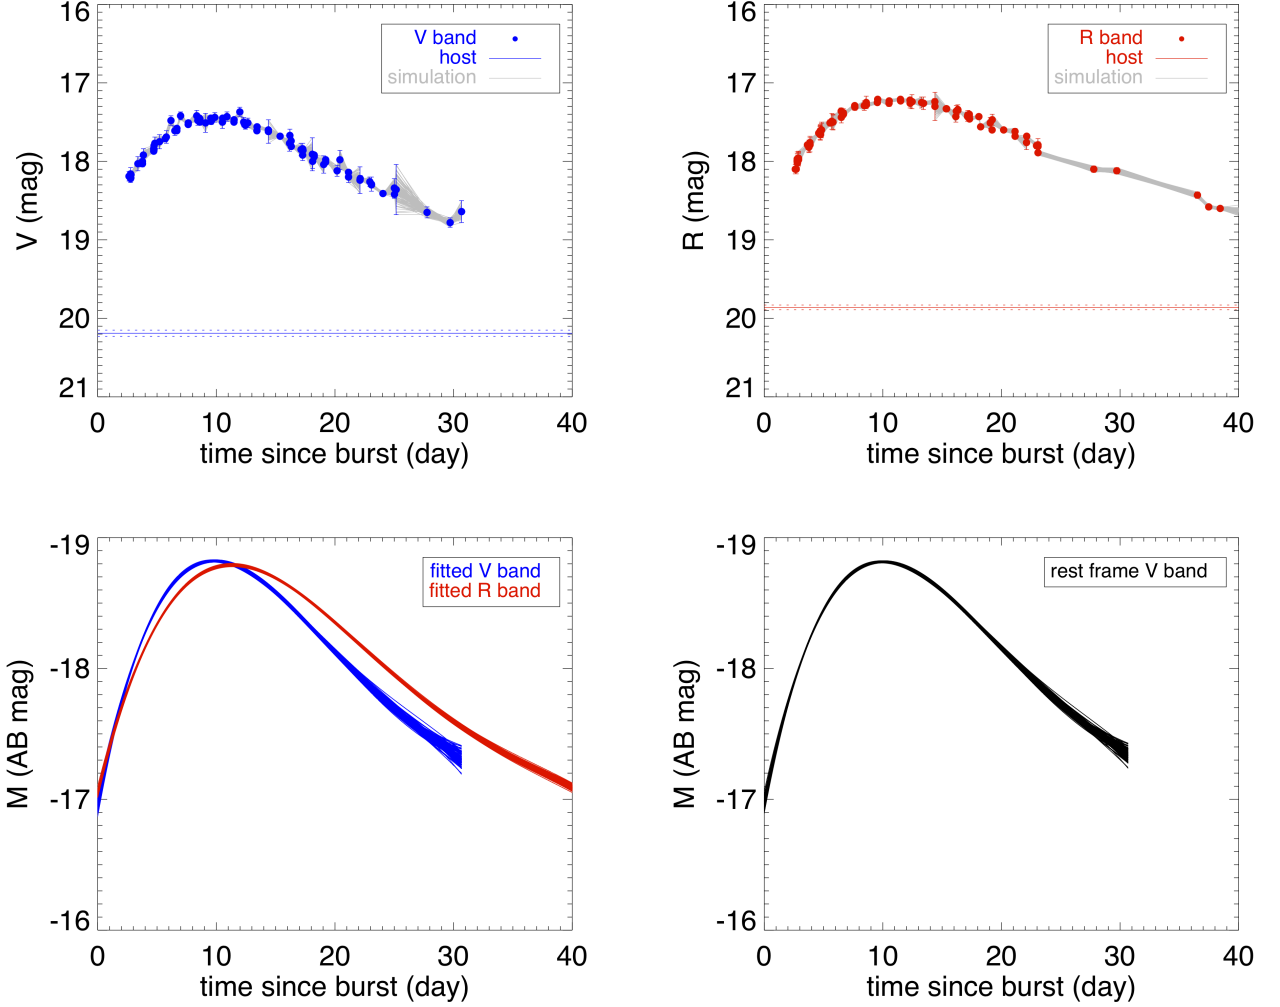 16
17
18
19
20
21
V (mag)
V band
host
simulation
0
10
20
30
40
time since burst (day)
16
17
18
19
20
21
R (mag)
R band
host
simulation
0
10
20
30
40
time since burst (day)
-19
-18
-17
-16
M (AB mag)
fitted V band
fitted R band
0
10
20
30
40
time since burst (day)
-19
-18
-17
-16
M (AB mag)
rest frame V band
0
10
20
30
40
time since burst (day)